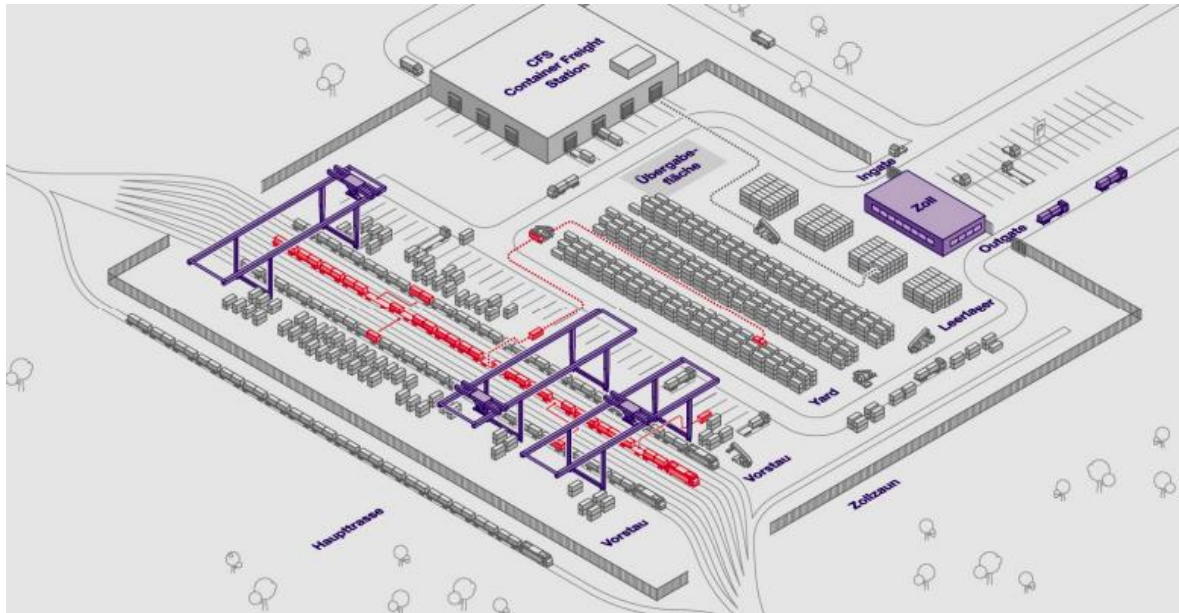 CFS
Container Freight
Station
Übergabe-
fläche
Ingate
Zoll
Outgate
Leerlager
Yard
Vorstau
Zollzaun
Vorstau
Haupttrasse
P